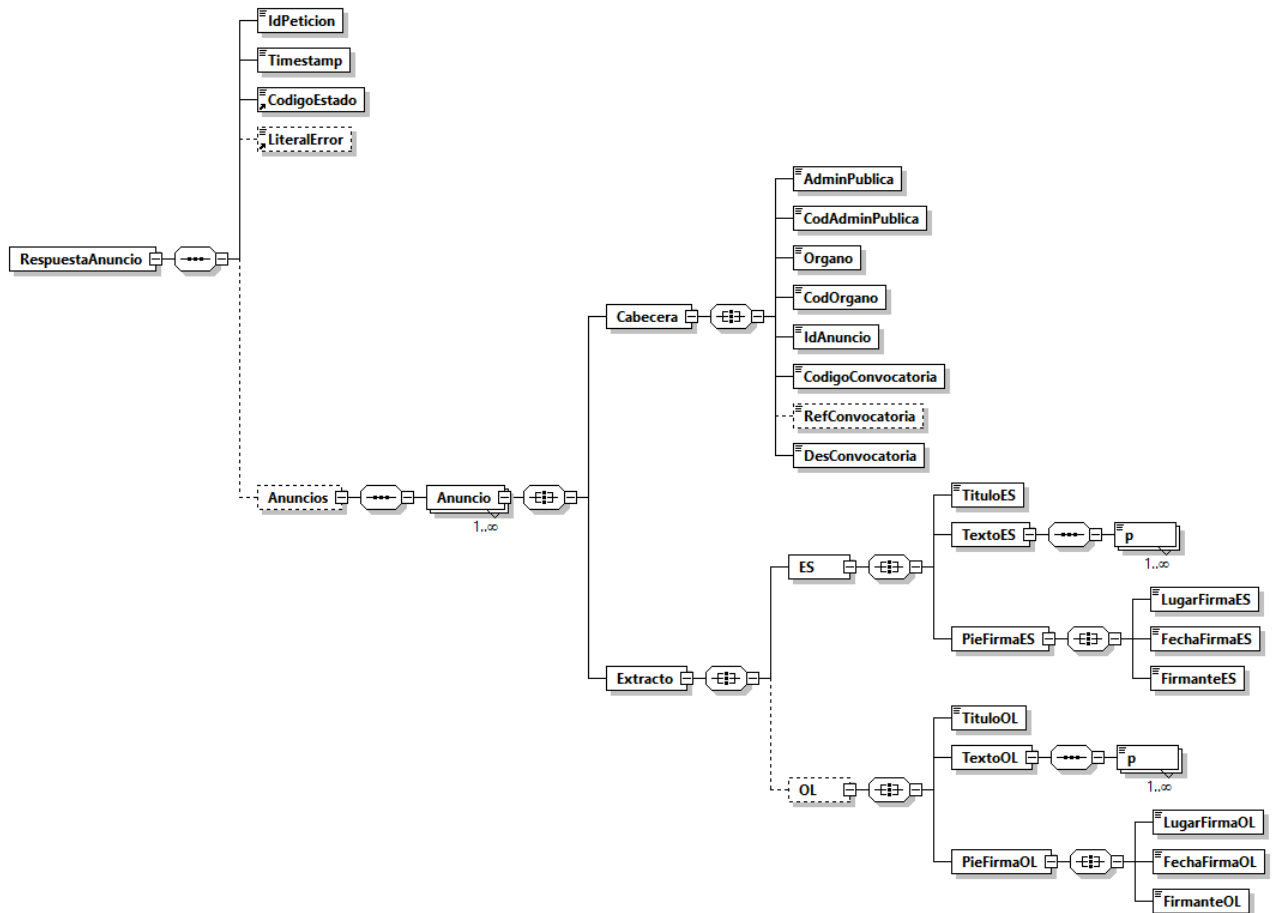 IdPeticion
Timestamp
CodigoEstado
LiteralError
RespuestaAnuncio
Anuncios
Anuncio
1..∞
Cabecera
AdminPublica
CodAdminPublica
Organo
CodOrgano
IdAnuncio
CodigoConvocatoria
RefConvocatoria
DesConvocatoria
Extracto
ES
TituloES
TextoES
p
1..∞
PieFirmaES
LugarFirmaES
FechaFirmaES
FirmanteES
OL
TituloOL
TextoOL
p
1..∞
PieFirmaOL
LugarFirmaOL
FechaFirmaOL
FirmanteOL